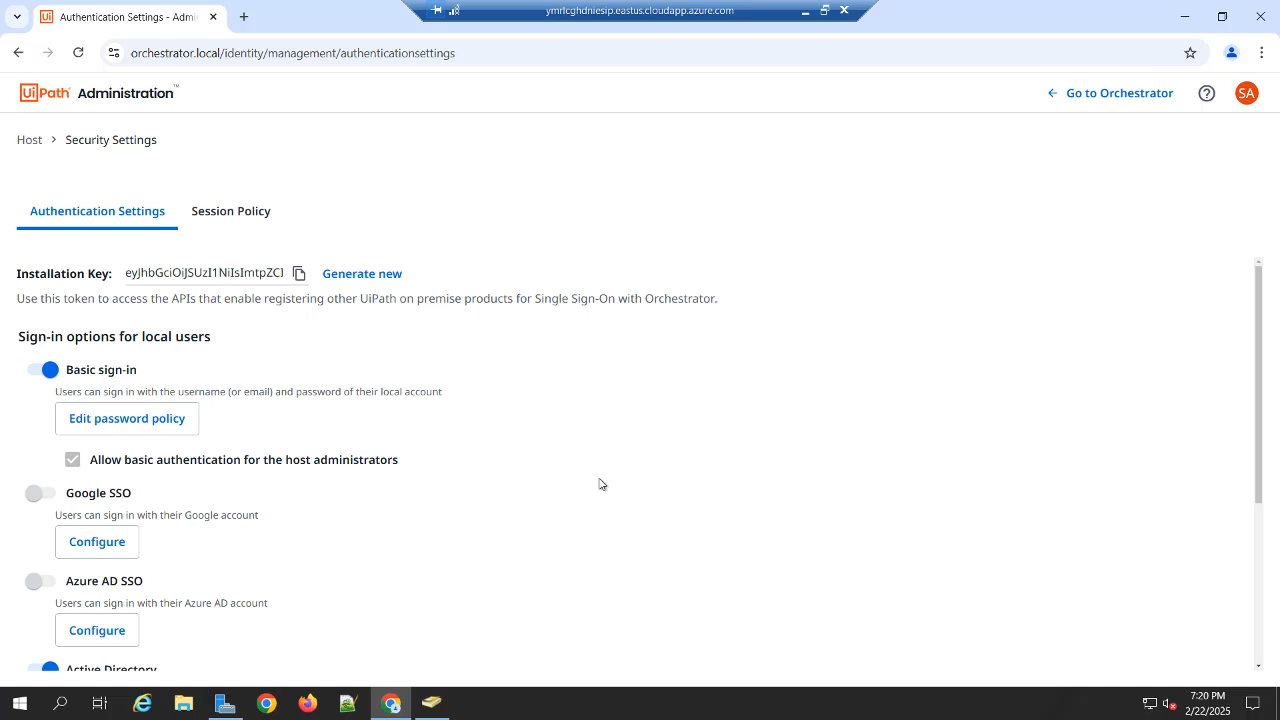 Authentication Settings - Admin
ymrlcghdniesip.eastus.cloudapp.azure.com
orchestrator.local/identity/management/authenticationsettings
UiPath Administration™
Go to Orchestrator
SA
Host > Security Settings
Authentication Settings
Session Policy
Installation Key: eyJhbGciOiJSUzI1NiIsImtpZCI
Generate new
Use this token to access the APIs that enable registering other UiPath on premise products for Single Sign-On with Orchestrator.
Sign-in options for local users
Basic sign-in
Users can sign in with the username (or email) and password of their local account
Edit password policy
Allow basic authentication for the host administrators
Google SSO
Users can sign in with their Google account
Configure
Azure AD SSO
Users can sign in with their Azure AD account
Configure
Active Directory
7:20 PM
2/22/2025